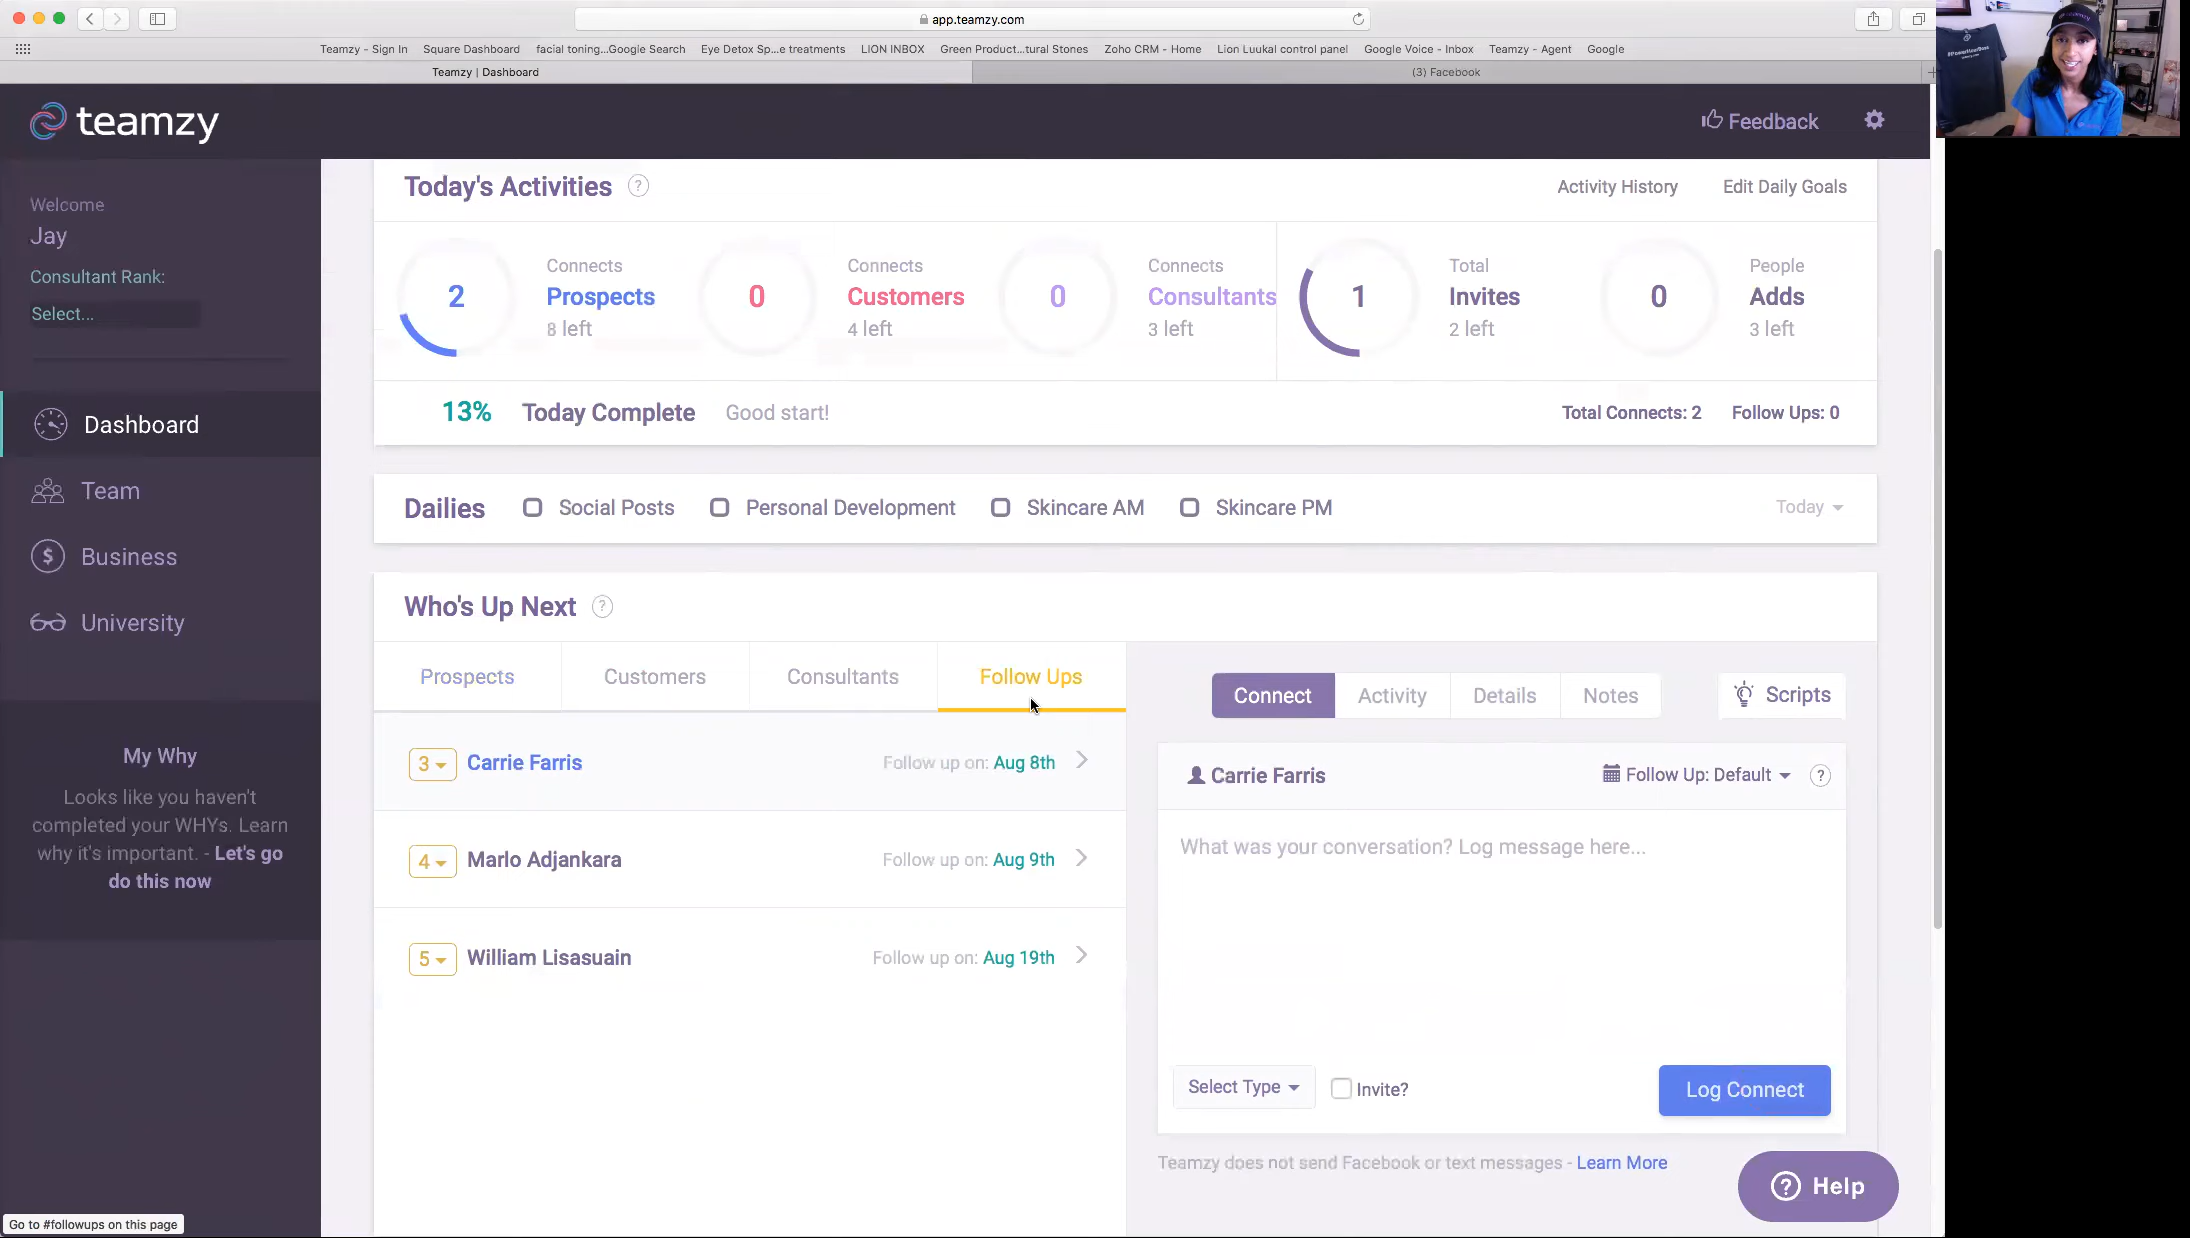 app.teamzy.com
Teamzy - Sign In
Square Dashboard
facial toning...Google Search
Eye Detox Sp...e treatments
LION INBOX
Green Product...tural Stones
Zoho CRM - Home
Lion Luukal control panel
Google Voice - Inbox
Teamzy - Agent
Google
Teamzy | Dashboard
(3) Facebook
teamzy
Feedback
Welcome
Jay
Consultant Rank:
Select...
Dashboard
Team
Business
University
My Why
Looks like you haven't
completed your WHYs. Learn
why it's important. - Let's go
do this now
Today's Activities
?
Activity History
Edit Daily Goals
2
Connects
Prospects
8 left
0
Connects
Customers
4 left
0
Connects
Consultants
3 left
1
Total
Invites
2 left
0
People
Adds
3 left
13% Today Complete Good start!
Total Connects: 2 Follow Ups: 0
Dailies
Social Posts
Personal Development
Skincare AM
Skincare PM
Today
Who's Up Next
?
Prospects
Customers
Consultants
Follow Ups
3 Carrie Farris Follow up on: Aug 8th
4 Marlo Adjankara Follow up on: Aug 9th
5 William Lisasuain Follow up on: Aug 19th
Connect
Activity
Details
Notes
Scripts
Carrie Farris
Follow Up: Default
?
What was your conversation? Log message here...
Select Type
Invite?
Log Connect
Teamzy does not send Facebook or text messages - Learn More
? Help
Go to #followups on this page